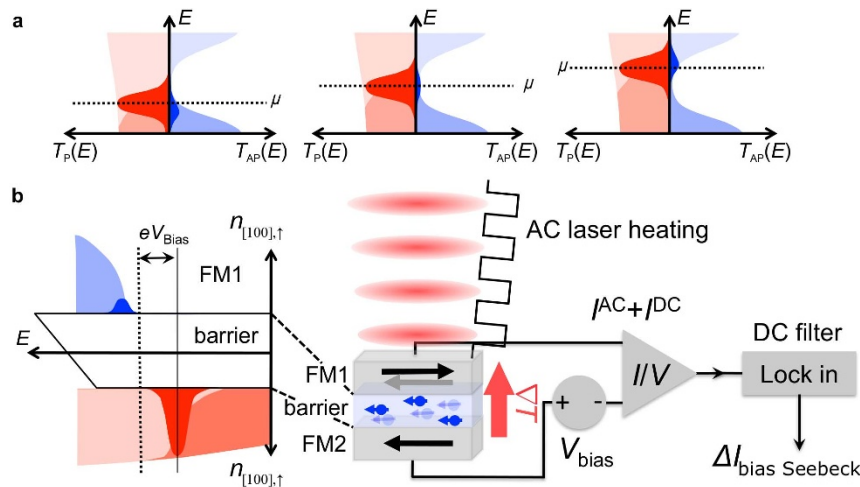 a
E
E
E
μ
μ
μ
T_P(E)
T_AP(E)
T_P(E)
T_AP(E)
T_P(E)
T_AP(E)
b
eV_Bias
n_[100],↑
FM1
E
barrier
n_[100],↑
AC laser heating
FM1
barrier
FM2
∇T
I^AC+I^DC
+ -
V_bias
I/V
DC filter
Lock in
ΔI_bias Seebeck